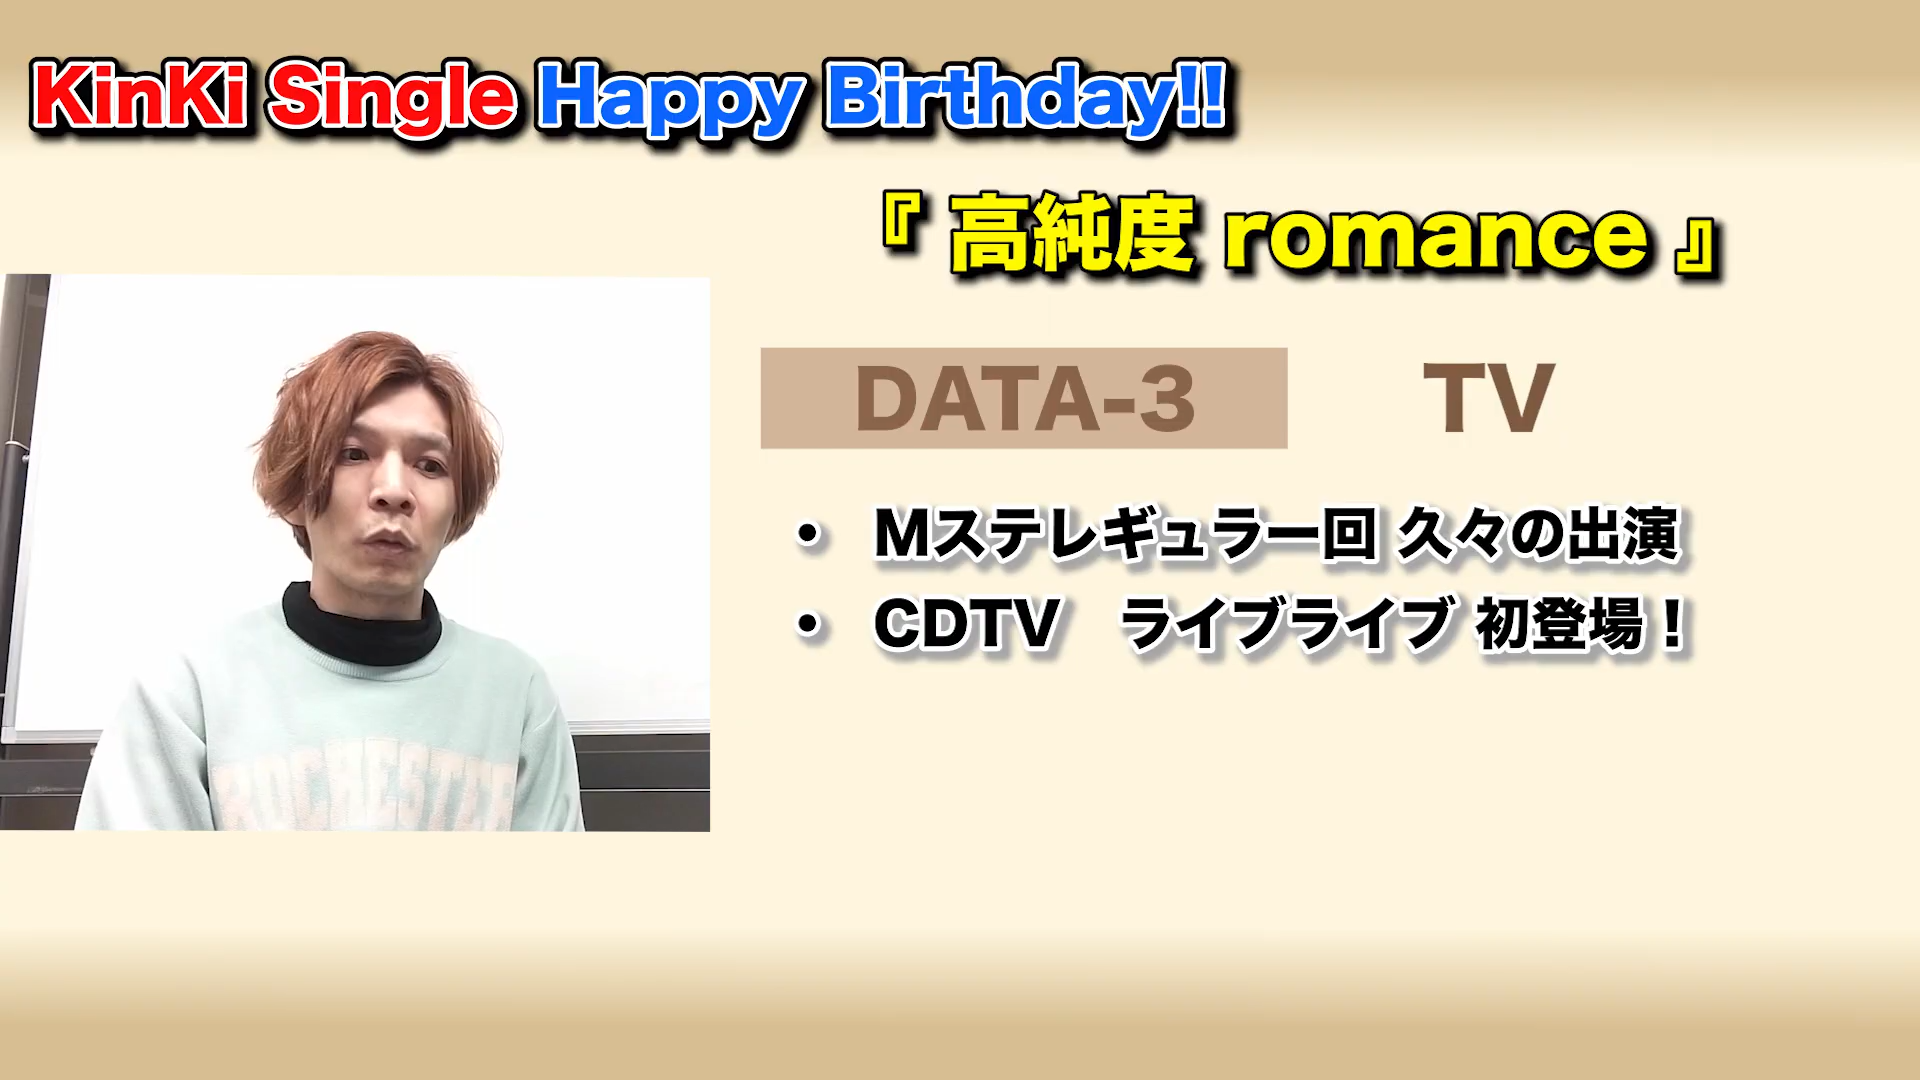 KinKi Single Happy Birthday!!
『 高純度 romance 』
DATA-3 TV
・ Mステレギュラー回 久々の出演
・ CDTV　ライブライブ 初登場！
ROCHESTER